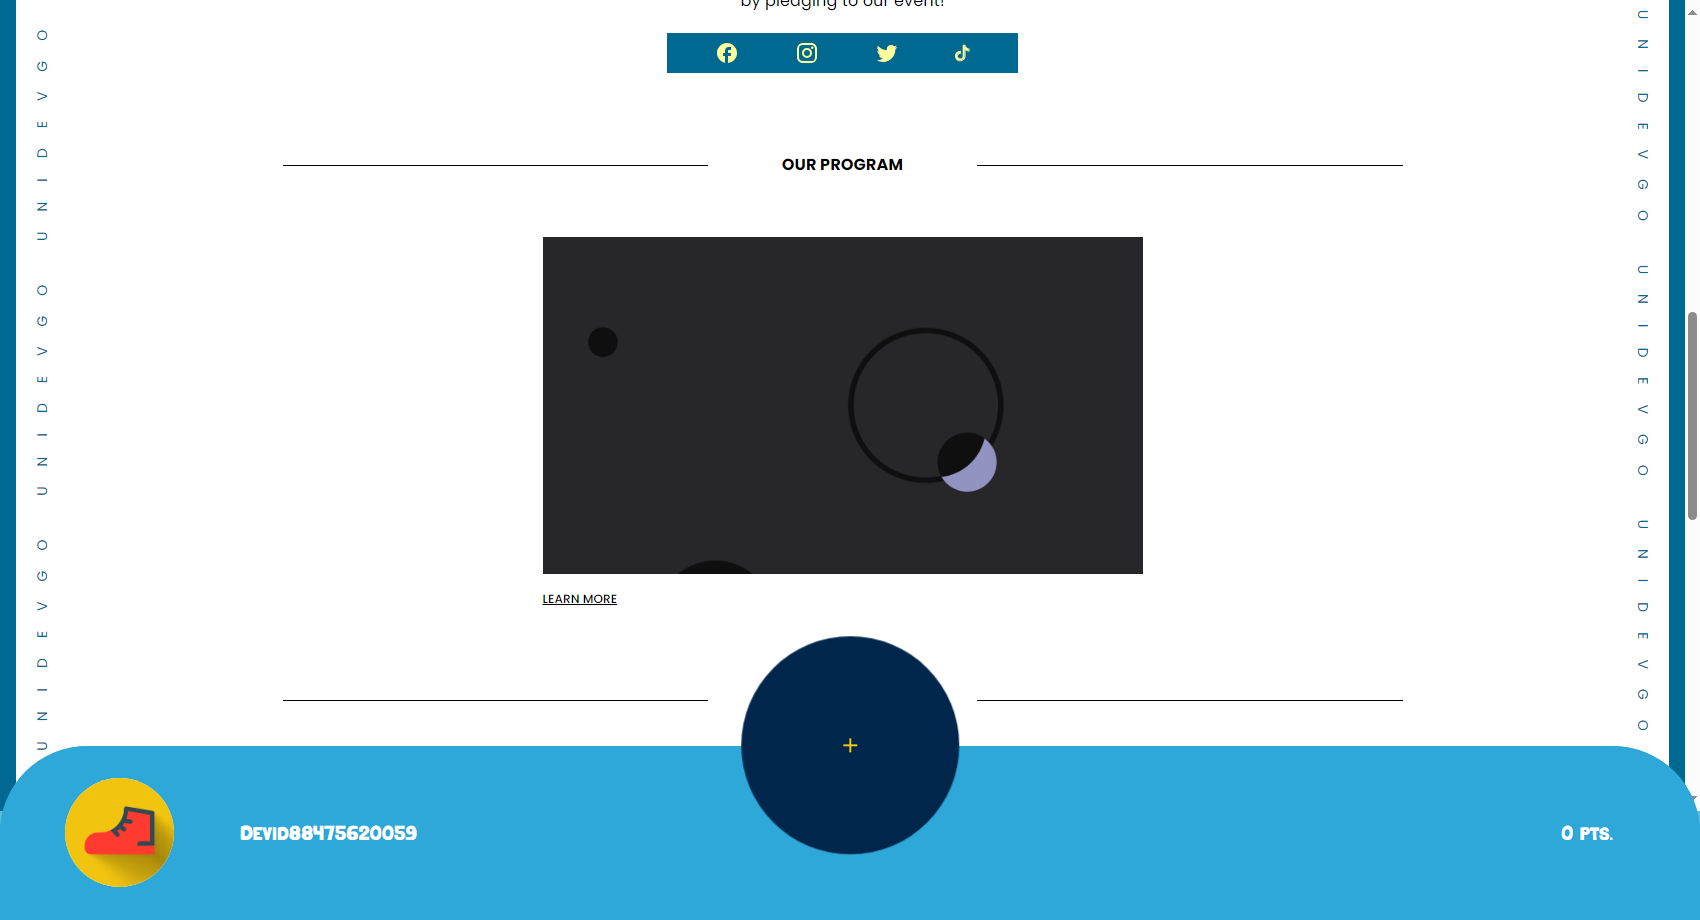 by pledging to our event!
OUR PROGRAM
LEARN MORE
+
DEVID88475620059
0 PTS.
UNIDEVGO UNIDEVGO UNIDEVGO
UNIDEVGO UNIDEVGO UNIDEVGO